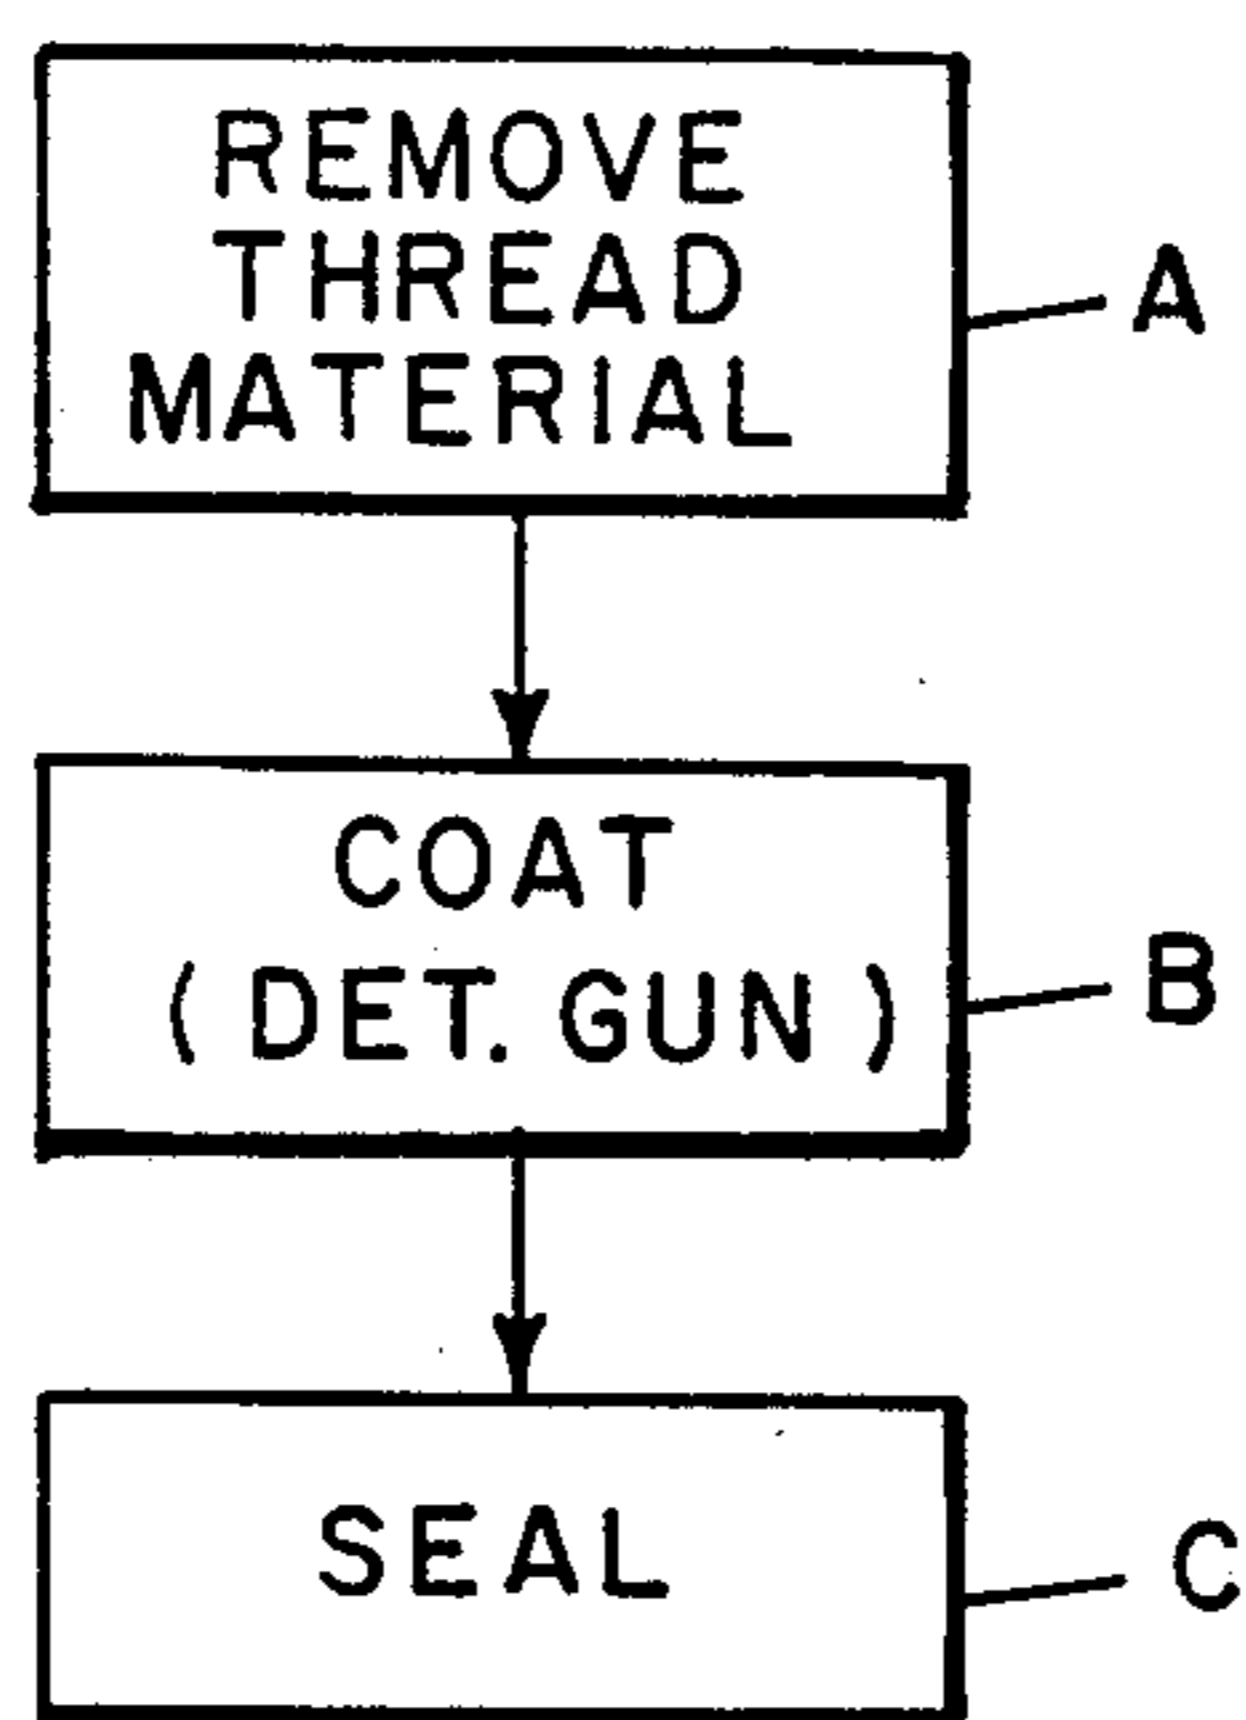 REMOVE
THREAD
MATERIAL
A
COAT
(DET. GUN)
B
SEAL
C